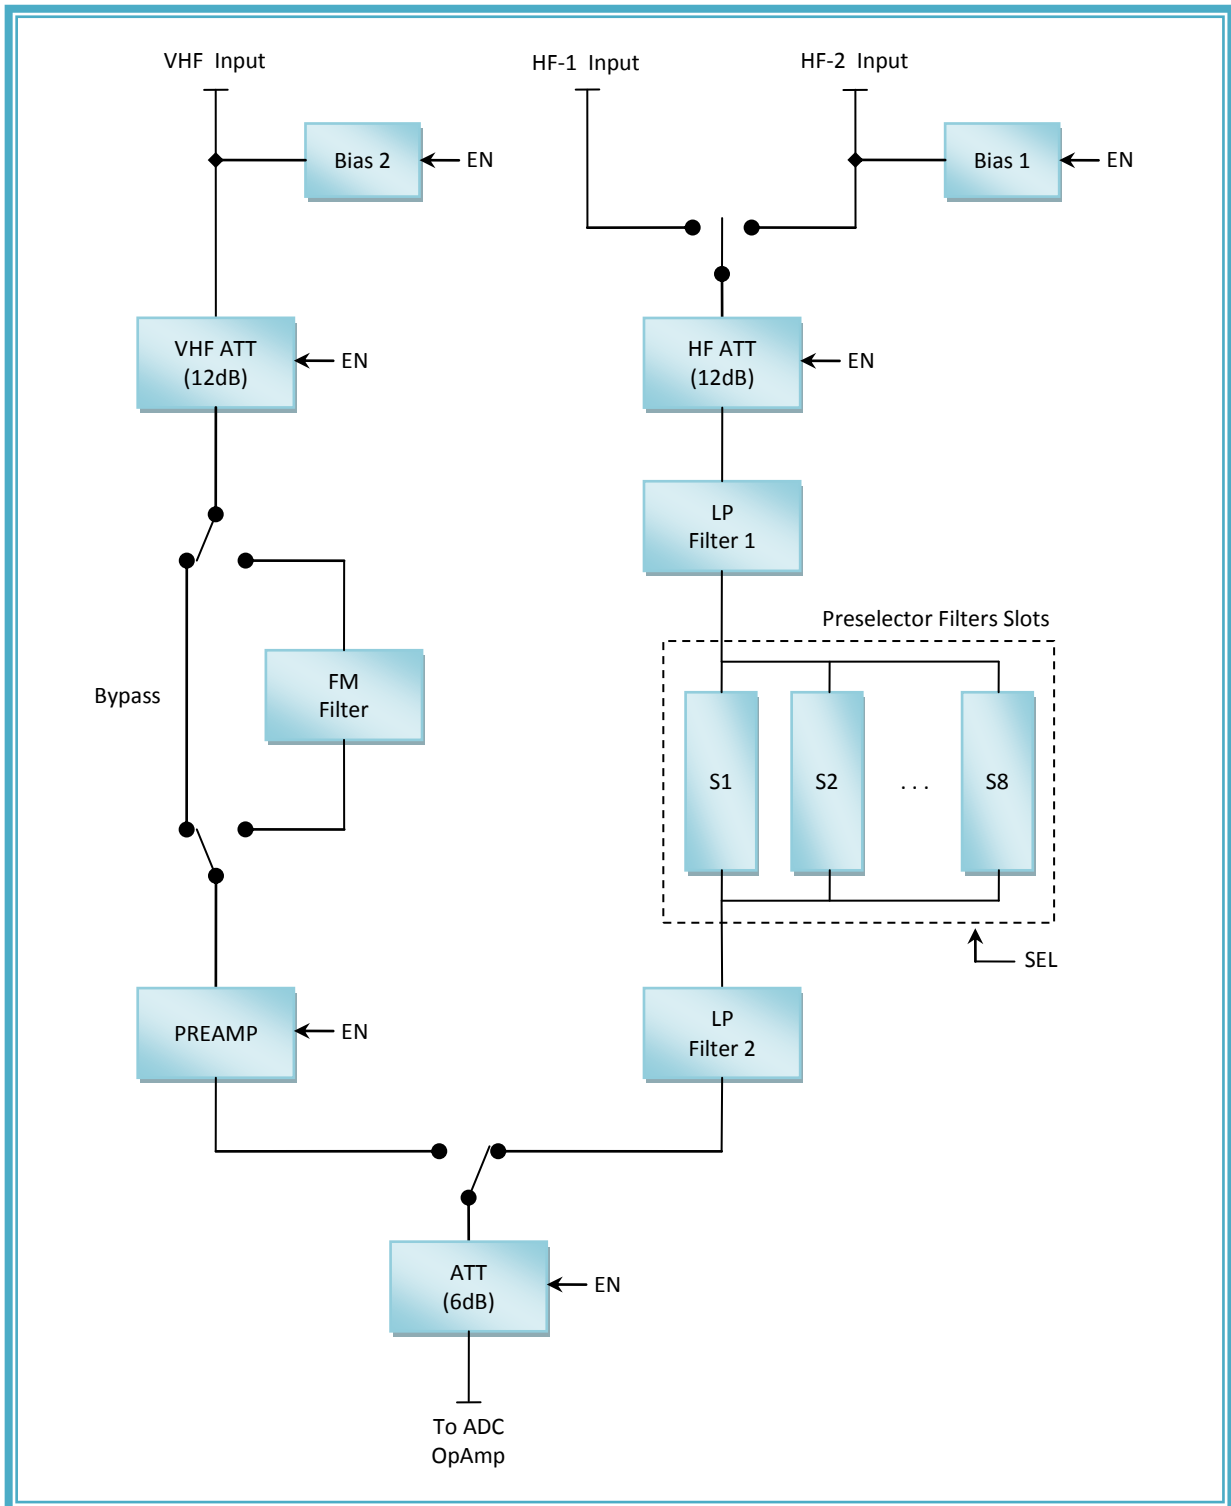 VHF Input
HF-1 Input
HF-2 Input
Bias 2
EN
Bias 1
EN
VHF ATT
(12dB)
EN
HF ATT
(12dB)
EN
LP
Filter 1
Preselector Filters Slots
Bypass
FM
Filter
S1
S2
. . .
S8
SEL
PREAMP
EN
LP
Filter 2
ATT
(6dB)
EN
To ADC
OpAmp